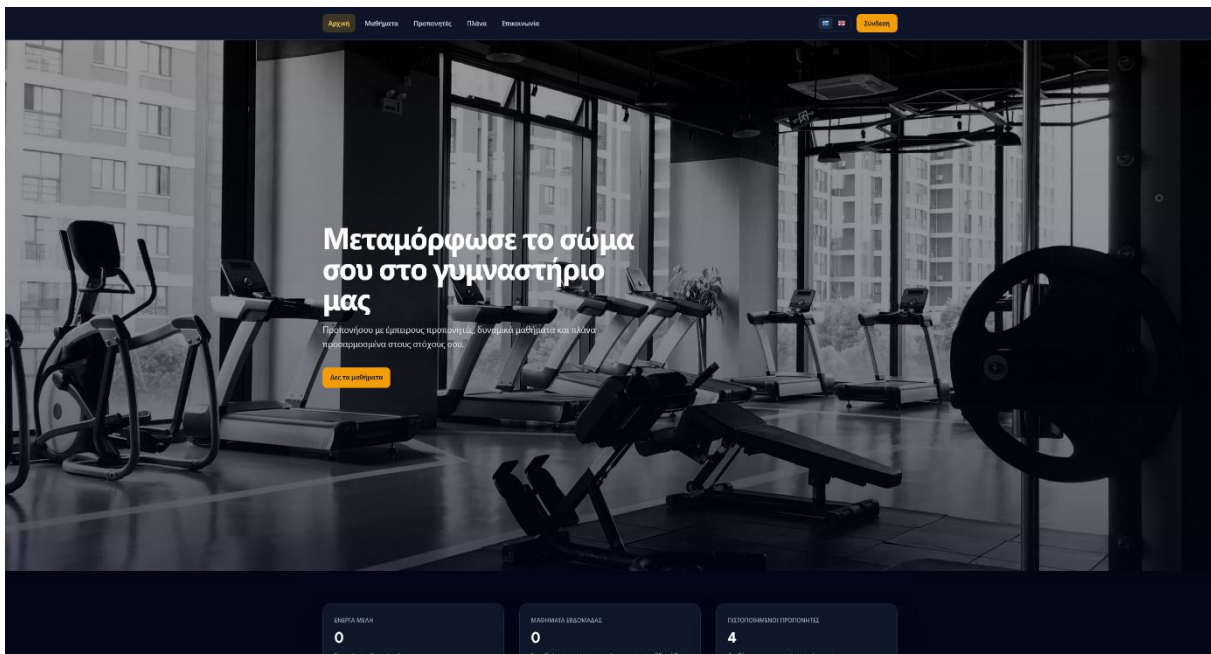 Αρχική Μαθήματα Προπονητές Πλάνα Επικοινωνία Σύνδεση
Μεταμόρφωσε το σώμα
σου στο γυμναστήριο
μας
Προπονήσου με έμπειρους προπονητές, δυναμικά μαθήματα και πλάνα
προσαρμοσμένα στους στόχους σου.
Δες τα μαθήματα
ΕΝΕΡΓΑ ΜΕΛΗ ΜΑΘΗΜΑΤΑ ΕΒΔΟΜΑΔΑΣ ΠΙΣΤΟΠΟΙΗΜΕΝΟΙ ΠΡΟΠΟΝΗΤΕΣ
0 0 4